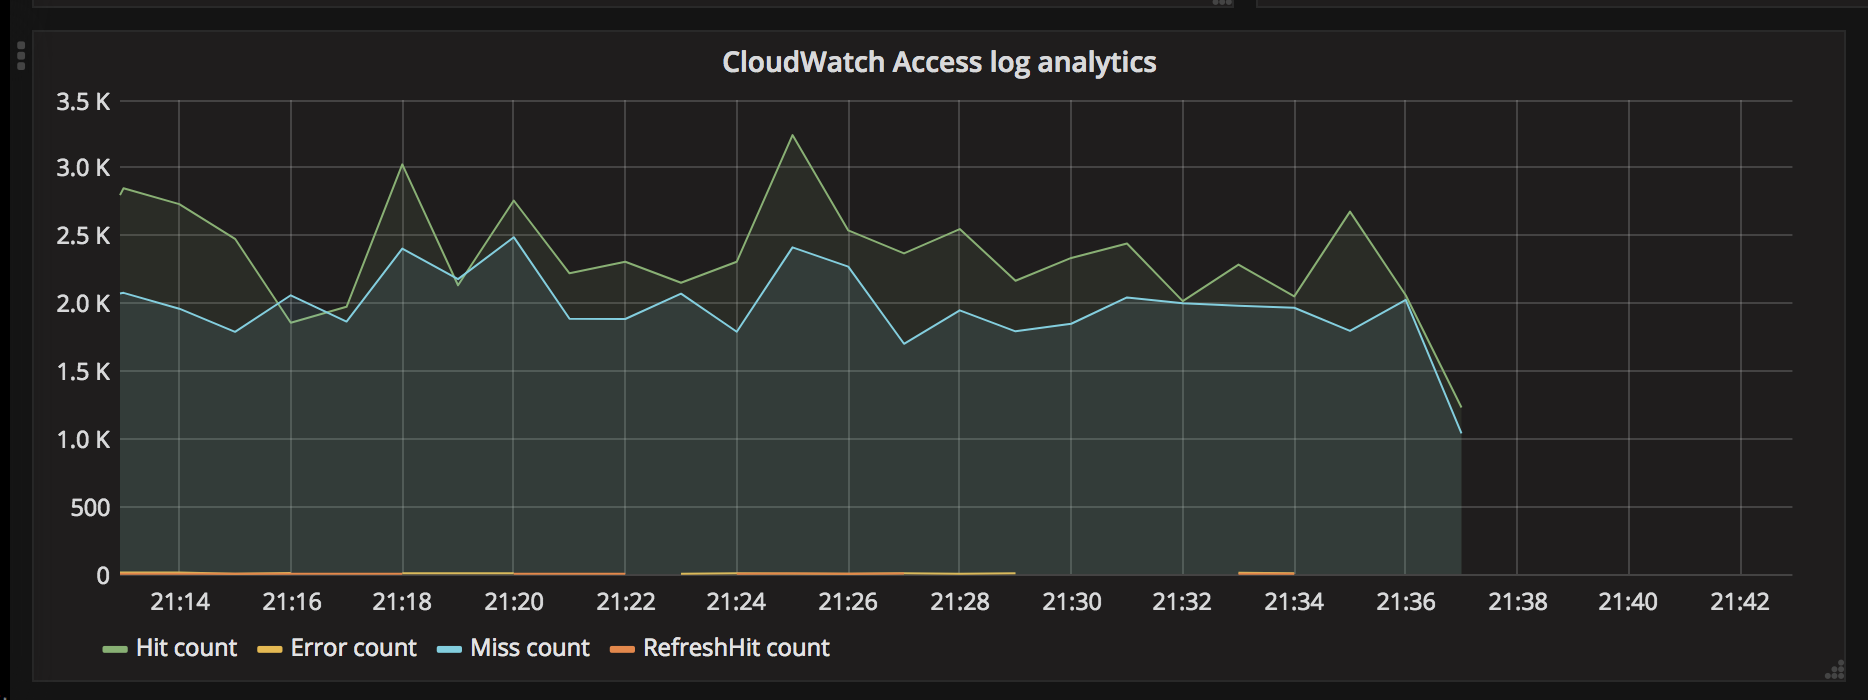 CloudWatch Access log analytics
3.5 K
3.0 K
2.5 K
2.0 K
1.5 K
1.0 K
500
0
21:14 21:16 21:18 21:20 21:22 21:24 21:26 21:28 21:30 21:32 21:34 21:36 21:38 21:40 21:42
Hit count Error count Miss count RefreshHit count